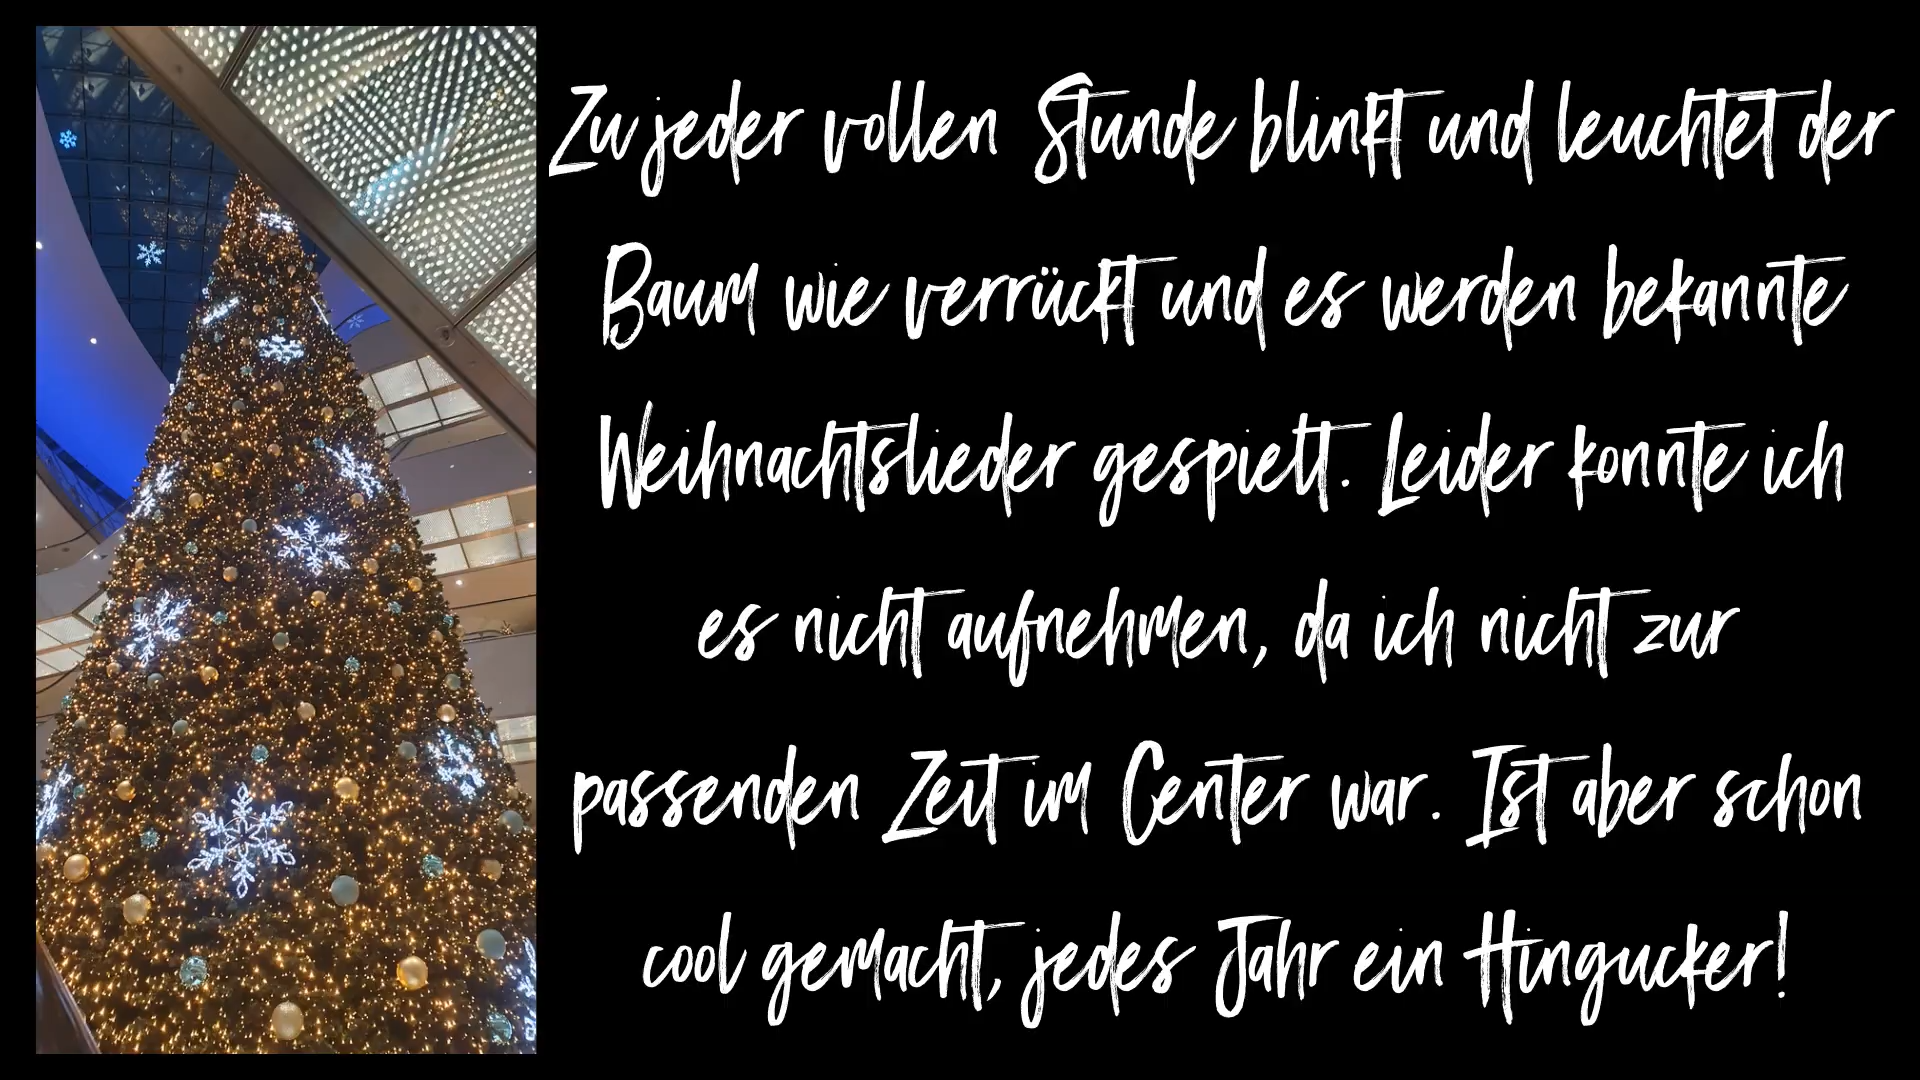 Zu jeder vollen Stunde blinkt und leuchtet der
Baum wie verrückt und es werden bekannte
Weihnachtslieder gespielt. Leider konnte ich
es nicht aufnehmen, da ich nicht zur
passenden Zeit im Center war. Ist aber schon
cool gemacht, jedes Jahr ein Hingucker!